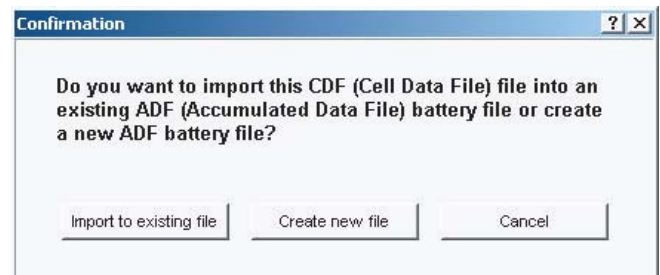 Confirmation ? ×
Do you want to import this CDF (Cell Data File) file into an
existing ADF (Accumulated Data File) battery file or create
a new ADF battery file?
Import to existing file Create new file Cancel